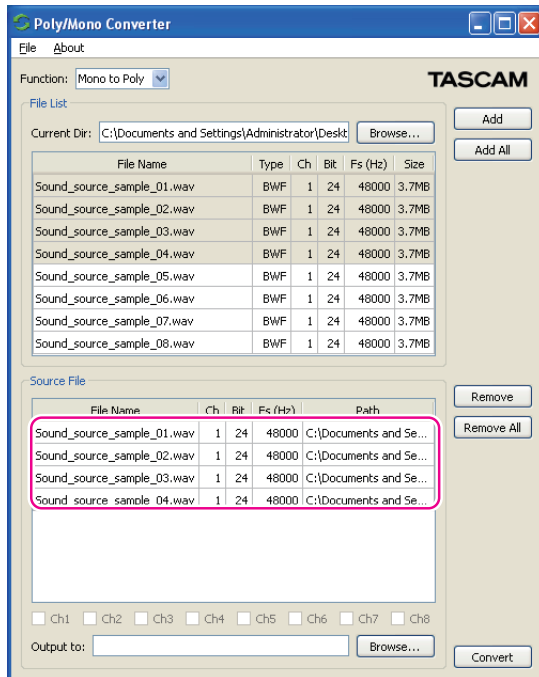 Poly/Mono Converter
File About
Function: Mono to Poly
TASCAM
File List
Current Dir: C:\Documents and Settings\Administrator\Deskt Browse...
Add
Add All
File Name Type Ch Bit Fs (Hz) Size
Sound_source_sample_01.wav BWF 1 24 48000 3.7MB
Sound_source_sample_02.wav BWF 1 24 48000 3.7MB
Sound_source_sample_03.wav BWF 1 24 48000 3.7MB
Sound_source_sample_04.wav BWF 1 24 48000 3.7MB
Sound_source_sample_05.wav BWF 1 24 48000 3.7MB
Sound_source_sample_06.wav BWF 1 24 48000 3.7MB
Sound_source_sample_07.wav BWF 1 24 48000 3.7MB
Sound_source_sample_08.wav BWF 1 24 48000 3.7MB
Source File
Remove
Remove All
File Name Ch Bit Fs (Hz) Path
Sound_source_sample_01.wav 1 24 48000 C:\Documents and Se...
Sound_source_sample_02.wav 1 24 48000 C:\Documents and Se...
Sound_source_sample_03.wav 1 24 48000 C:\Documents and Se...
Sound_source_sample_04.wav 1 24 48000 C:\Documents and Se...
Ch1 Ch2 Ch3 Ch4 Ch5 Ch6 Ch7 Ch8
Output to: Browse...
Convert